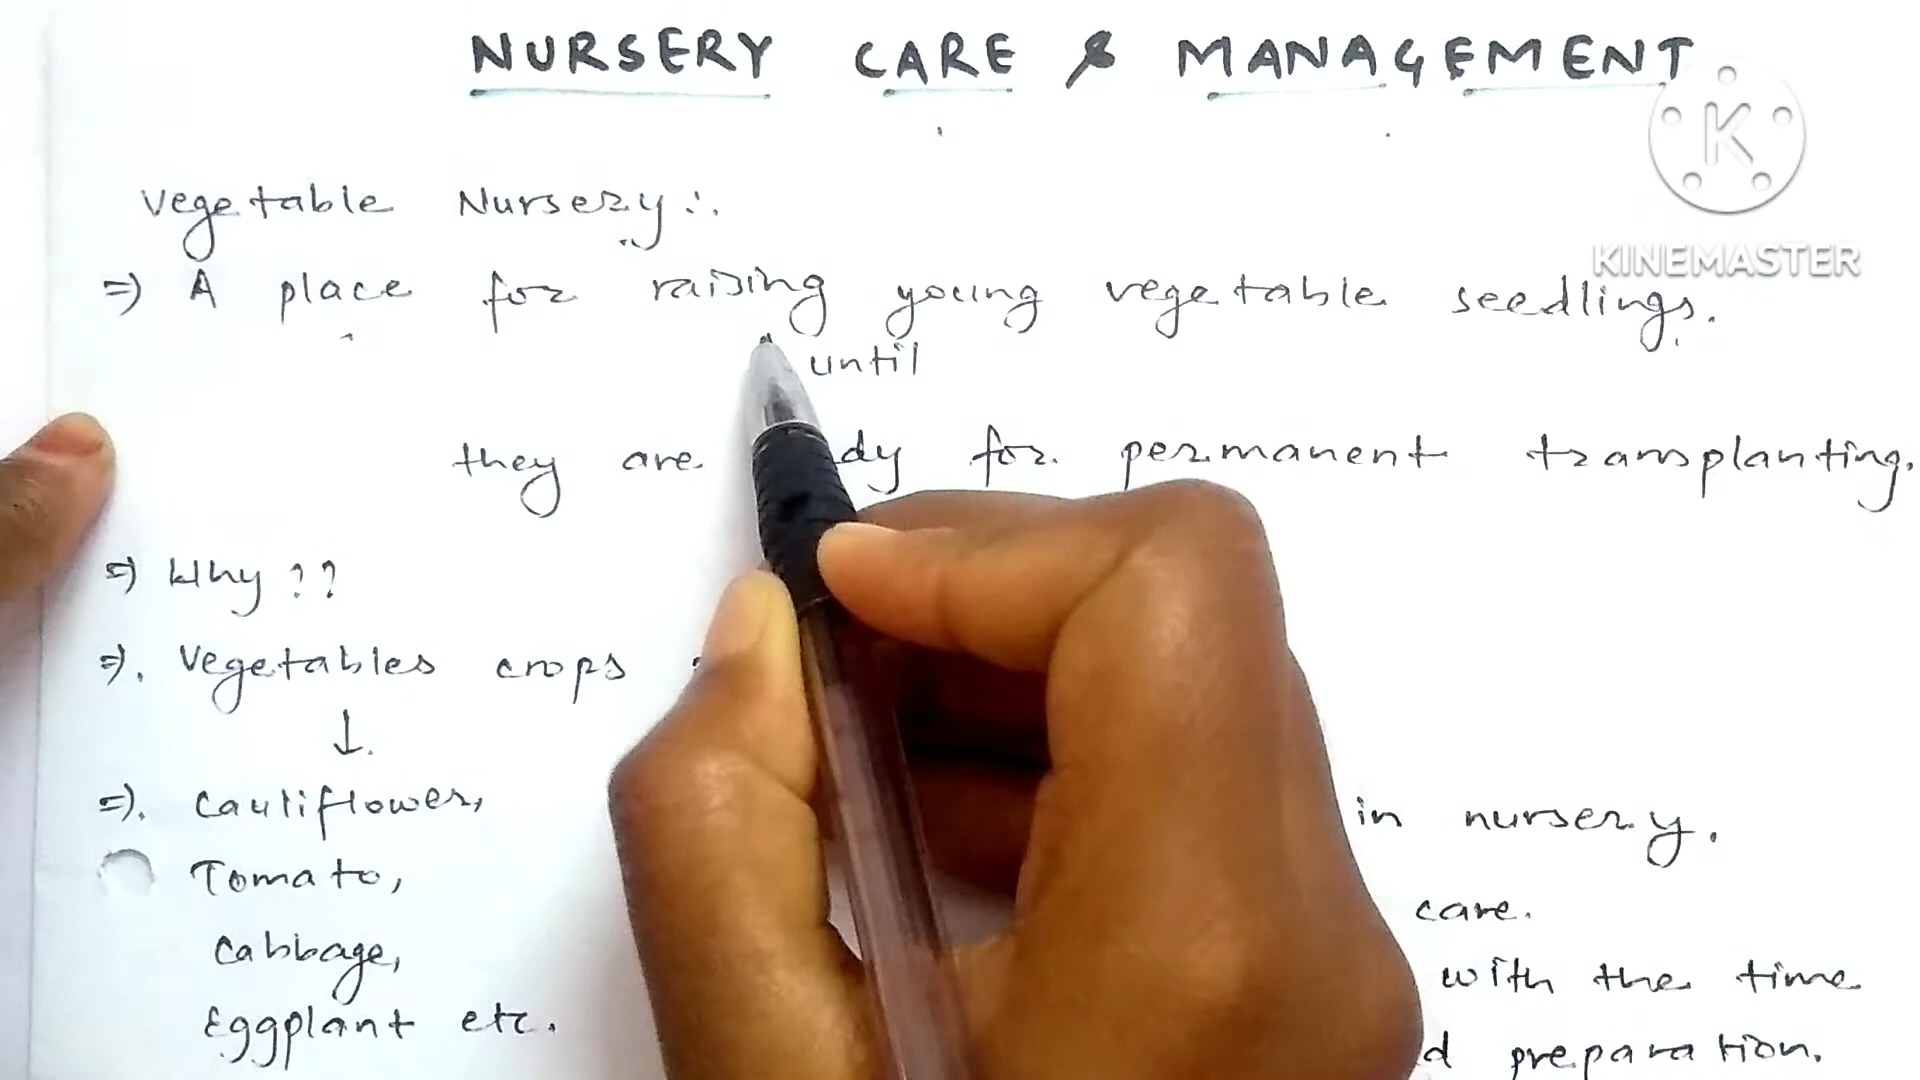 NURSERY CARE & MANAGEMENT
K
KINEMASTER
Vegetable Nursery:.
=) A place for raising young vegetable seedlings.
until
they are dy for permanent transplanting.
=) Why ??
=). Vegetables crops
↓.
=). Cauliflower, in nursery.
Tomato, care.
Cabbage, with the time
Eggplant etc. d preparation.